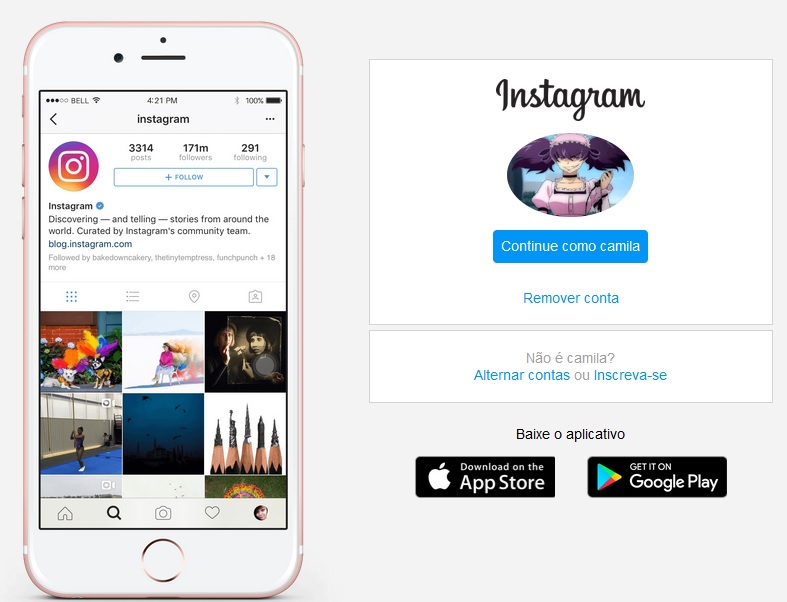 BELL 4:21 PM 100%
instagram
3314 171m 291
posts followers following
+ FOLLOW
Instagram
Discovering — and telling — stories from around the
world. Curated by Instagram's community team.
blog.instagram.com
Followed by bakedowncakery, thetinytemptress, funchpunch + 18
more
Instagram
Continue como camila
Remover conta
Não é camila?
Alternar contas ou Inscreva-se
Baixe o aplicativo
Download on the
App Store
GET IT ON
Google Play